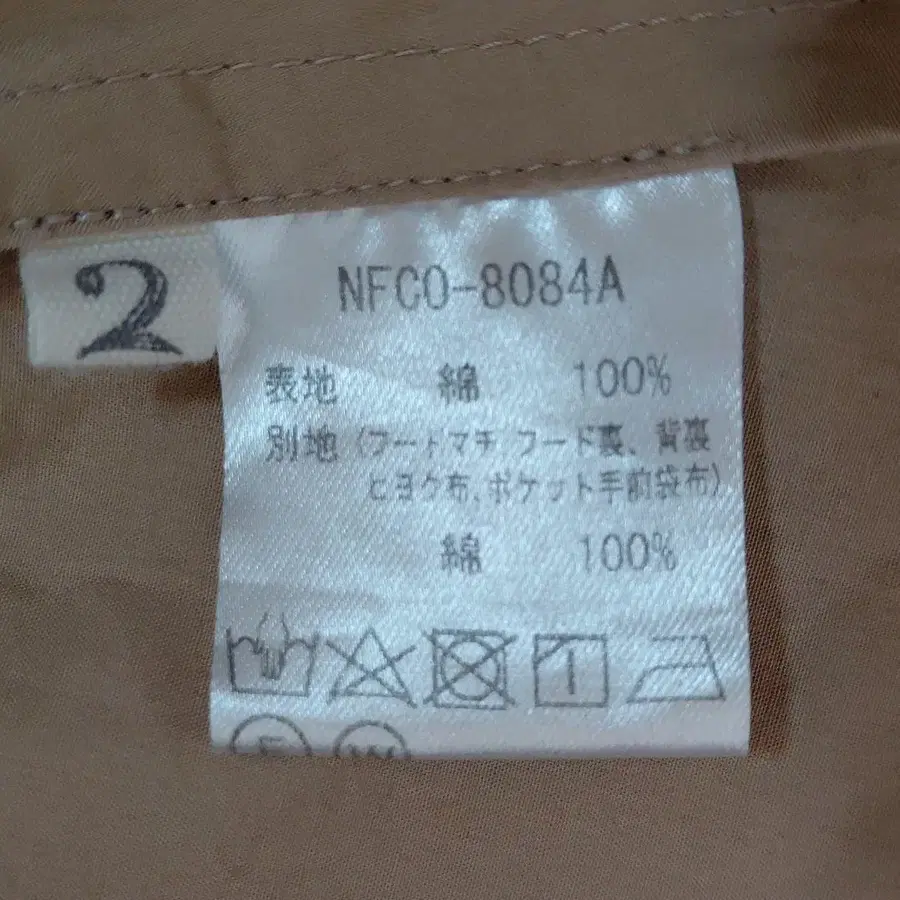 2
NFCO-8084A
表地 綿 100%
別地 (フードマチ、フード裏、背裏
ヒヨク布、ポケット手前袋布)
綿 100%
F W